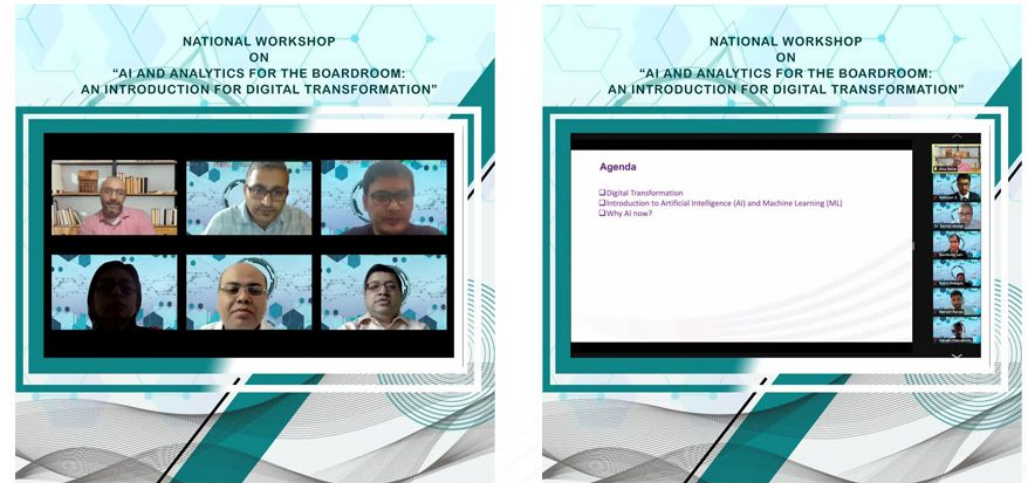 NATIONAL WORKSHOP
ON
“AI AND ANALYTICS FOR THE BOARDROOM:
AN INTRODUCTION FOR DIGITAL TRANSFORMATION”
NATIONAL WORKSHOP
ON
“AI AND ANALYTICS FOR THE BOARDROOM:
AN INTRODUCTION FOR DIGITAL TRANSFORMATION”
Agenda
❑Digital Transformation
❑Introduction to Artificial Intelligence (AI) and Machine Learning (ML)
❑Why AI now?